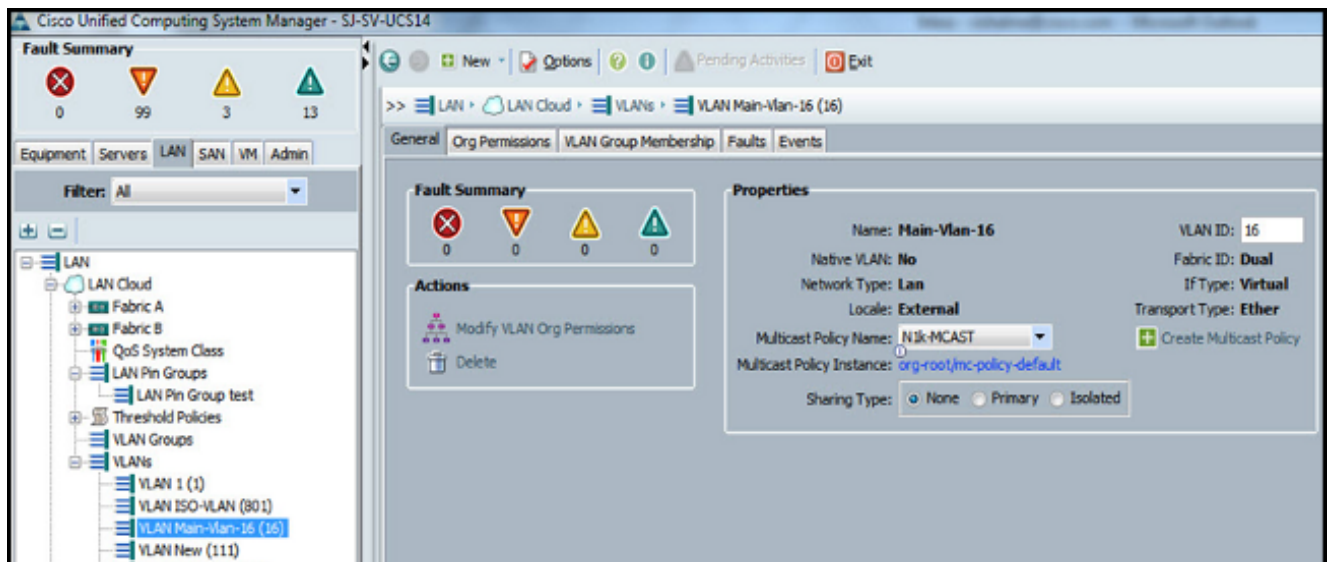 Cisco Unified Computing System Manager - SJ-SV-UCS14
Fault Summary
0 99 3 13
Equipment Servers LAN SAN VM Admin
Filter: All
LAN
LAN Cloud
Fabric A
Fabric B
QoS System Class
LAN Pin Groups
LAN Pin Group test
Threshold Policies
VLAN Groups
VLANs
VLAN 1 (1)
VLAN ISO-VLAN (801)
VLAN Main-Vlan-16 (16)
VLAN New (111)
New Options Pending Activities Exit
>> LAN LAN Cloud VLANs VLAN Main-Vlan-16 (16)
General Org Permissions VLAN Group Membership Faults Events
Fault Summary
0 0 0 0
Actions
Modify VLAN Org Permissions
Delete
Properties
Name: Main-Vlan-16 VLAN ID: 16
Native VLAN: No Fabric ID: Dual
Network Type: Lan If Type: Virtual
Locale: External Transport Type: Ether
Multicast Policy Name: N1k-MCAST Create Multicast Policy
Multicast Policy Instance: org-root/mc-policy-default
Sharing Type: None Primary Isolated